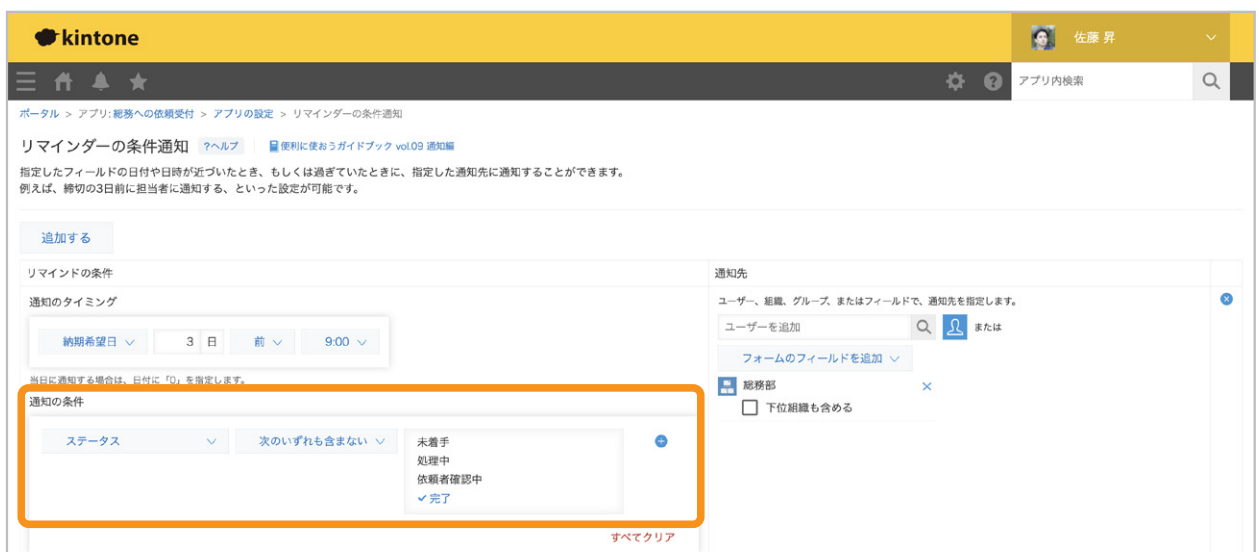 kintone
佐藤 昇
アプリ内検索
ポータル > アプリ: 総務への依頼受付 > アプリの設定 > リマインダーの条件通知
リマインダーの条件通知 ?ヘルプ 便利に使おうガイドブック vol.09 通知編
指定したフィールドの日付や日時が近づいたとき、もしくは過ぎていたときに、指定した通知先に通知することができます。
例えば、締切の3日前に担当者に通知する、といった設定が可能です。
追加する
リマインドの条件
通知のタイミング
納期希望日 3 日 前 9:00
当日に通知する場合は、日付に「0」を指定します。
通知の条件
ステータス 次のいずれも含まない
未着手
処理中
依頼者確認中
完了
すべてクリア
通知先
ユーザー、組織、グループ、またはフィールドで、通知先を指定します。
ユーザーを追加 または
フォームのフィールドを追加
総務部
下位組織も含める